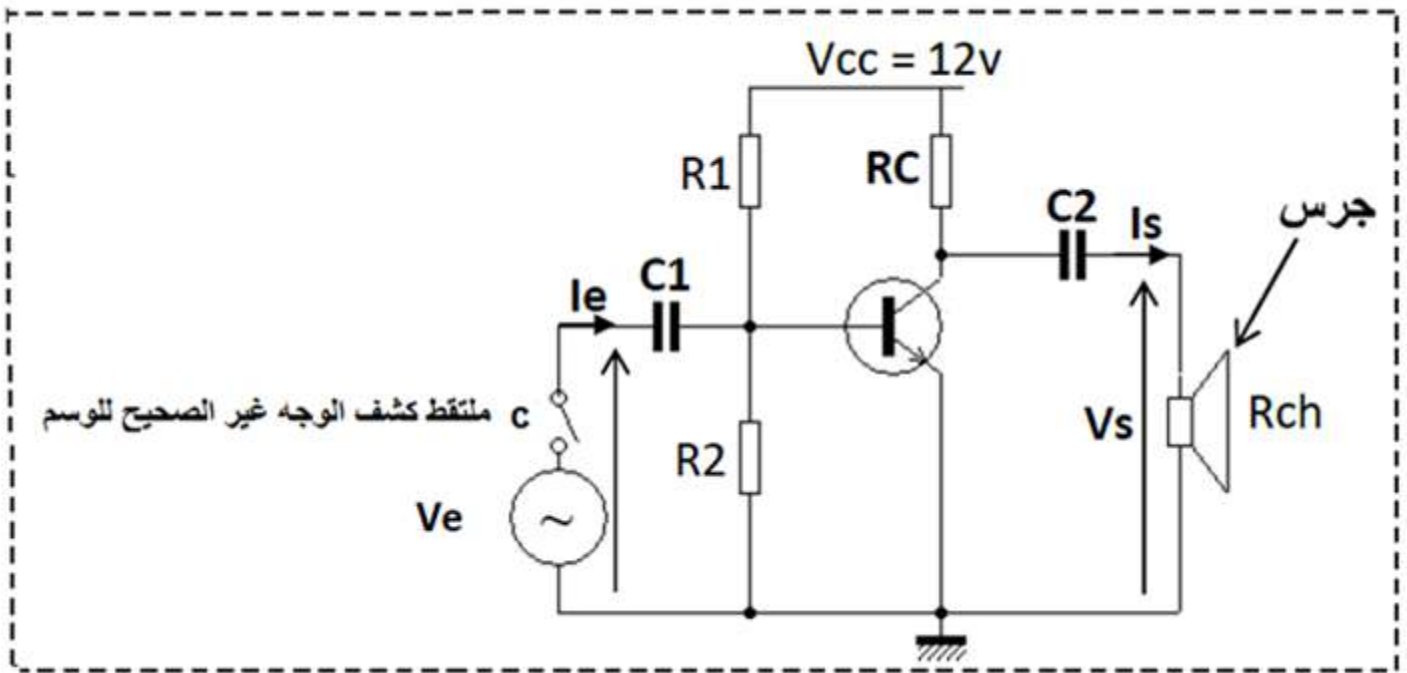 Vcc = 12v
R1
RC
C2
Is
جرس
C1
Ie
ملتقط كشف الوجه غير الصحيح للوسم c
R2
Vs
Rch
Ve
~